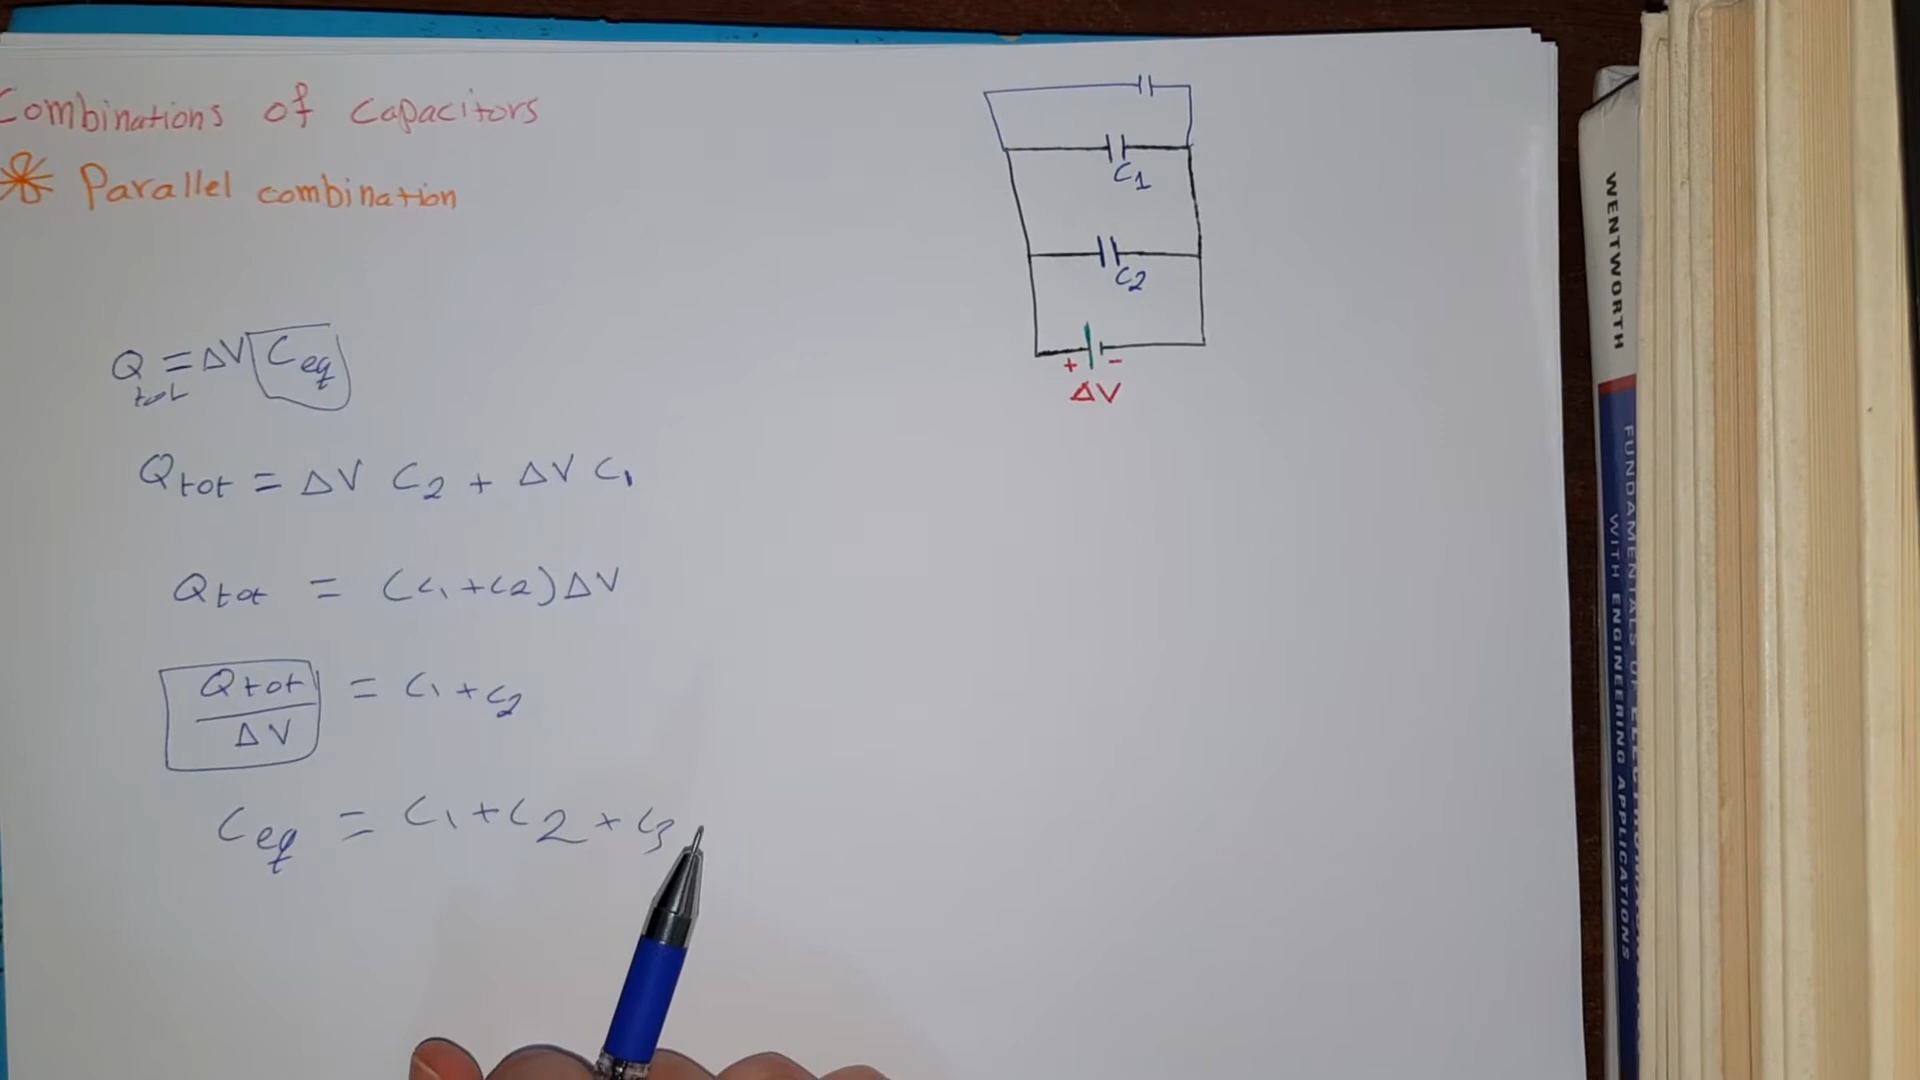 Combinations of Capacitors
* Parallel combination
Q tot = ΔV Ceq
Qtot = ΔV C2 + ΔV C1
Qtot = (C1+C2)ΔV
Qtot/ΔV = C1+C2
Ceq = C1+C2+C3
C1
C2
+ -
ΔV
WENTWORTH
FUNDAMENTALS OF ELECTROMAGNETICS
WITH ENGINEERING APPLICATIONS